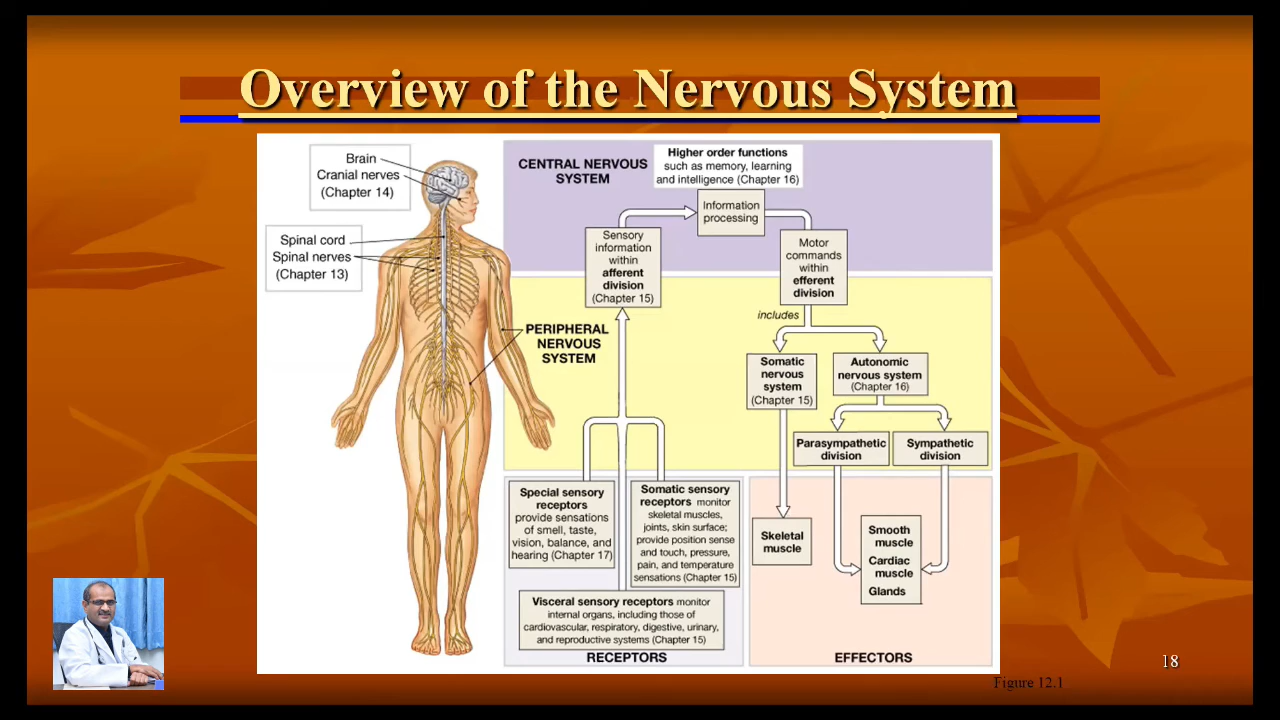 Overview of the Nervous System
Brain
Cranial nerves
(Chapter 14)
Spinal cord
Spinal nerves
(Chapter 13)
CENTRAL NERVOUS
SYSTEM
Higher order functions
such as memory, learning
and intelligence (Chapter 16)
Information
processing
Sensory
information
within
afferent
division
(Chapter 15)
Motor
commands
within
efferent
division
includes
PERIPHERAL
NERVOUS
SYSTEM
Somatic
nervous
system
(Chapter 15)
Autonomic
nervous system
(Chapter 16)
Parasympathetic
division
Sympathetic
division
Special sensory
receptors
provide sensations
of smell, taste,
vision, balance, and
hearing (Chapter 17)
Somatic sensory
receptors monitor
skeletal muscles,
joints, skin surface;
provide position sense
and touch, pressure,
pain, and temperature
sensations (Chapter 15)
Visceral sensory receptors monitor
internal organs, including those of
cardiovascular, respiratory, digestive, urinary,
and reproductive systems (Chapter 15)
RECEPTORS
Skeletal
muscle
Smooth
muscle
Cardiac
muscle
Glands
EFFECTORS
18
Figure 12.1